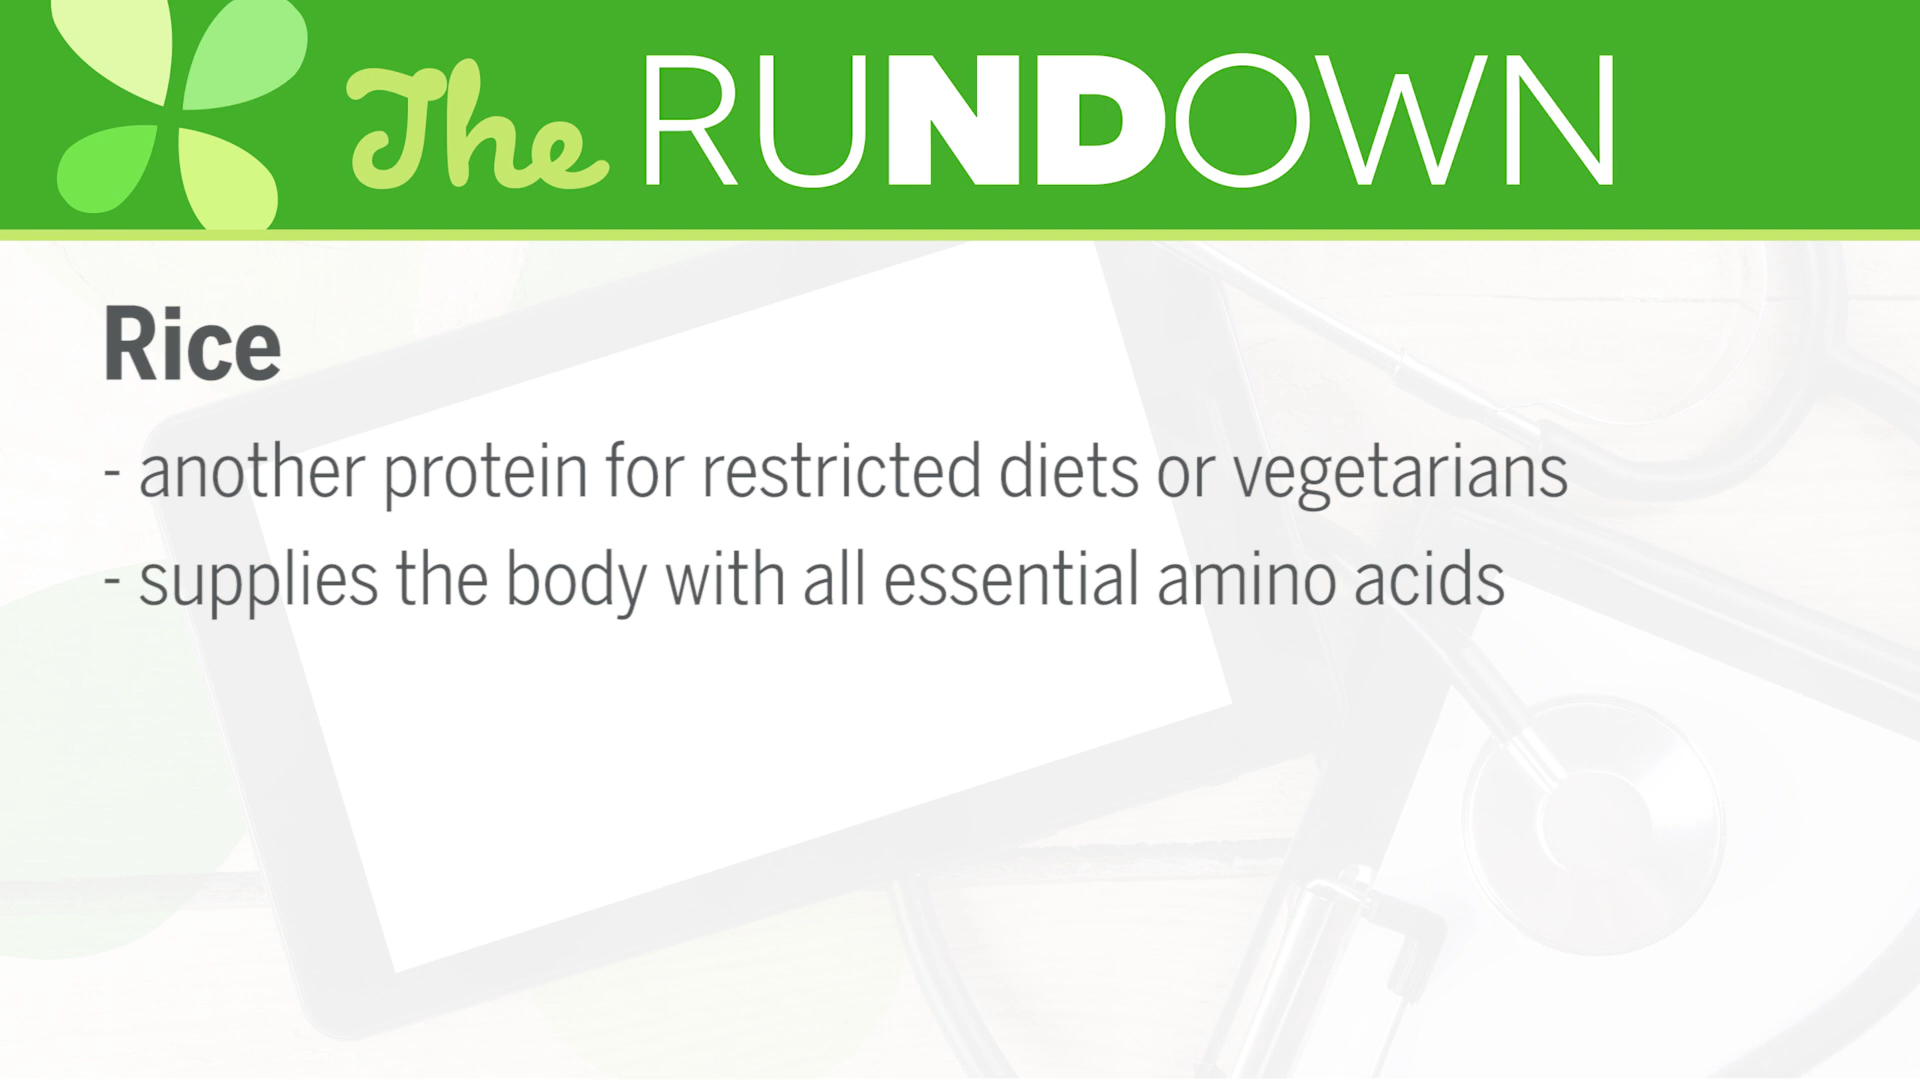 The RUNDOWN
Rice
- another protein for restricted diets or vegetarians
- supplies the body with all essential amino acids